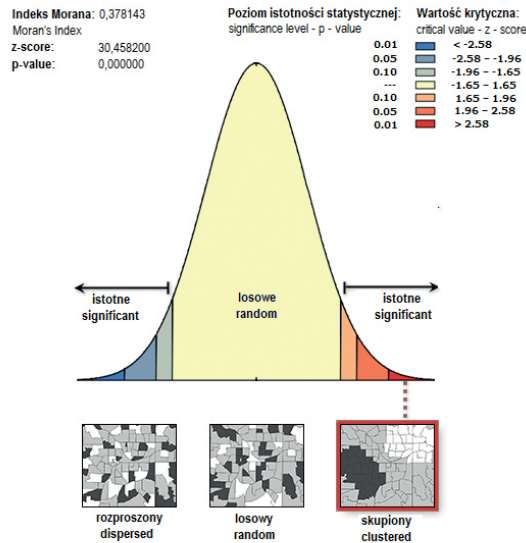 Indeks Morana: 0,378143
Moran's Index
z-score: 30,458200
p-value: 0,000000
Poziom istotności statystycznej:
significance level - p - value
0.01
0.05
0.10
---
0.10
0.05
0.01
Wartość krytyczna:
critical value - z - score
< -2.58
-2.58 – -1.96
-1.96 – -1.65
-1.65 – 1.65
1.65 – 1.96
1.96 – 2.58
> 2.58
istotne
significant
losowe
random
istotne
significant
rozproszony
dispersed
losowy
random
skupiony
clustered